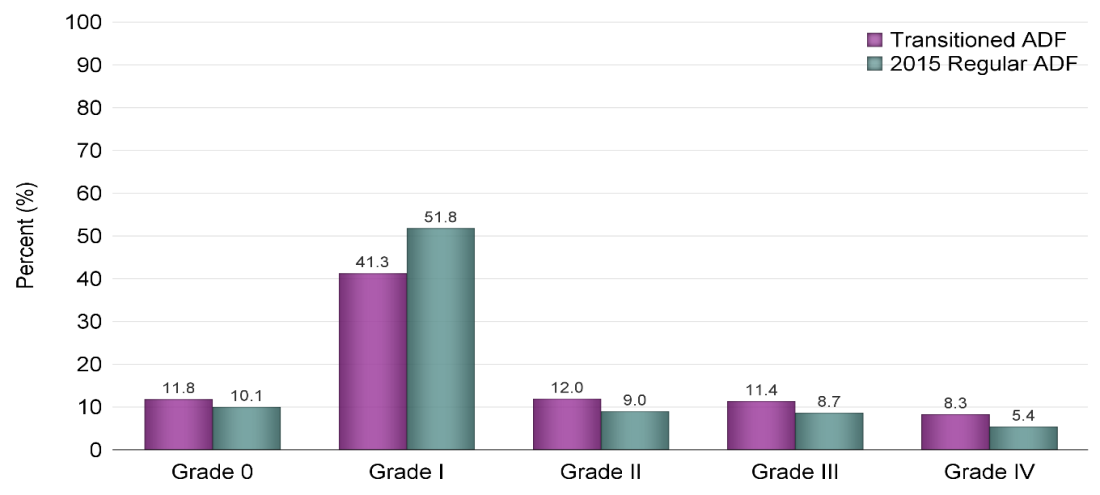 Percent (%)
100
90
80
70
60
50
40
30
20
10
0
Transitioned ADF
2015 Regular ADF
11.8
10.1
41.3
51.8
12.0
9.0
11.4
8.7
8.3
5.4
Grade 0
Grade I
Grade II
Grade III
Grade IV